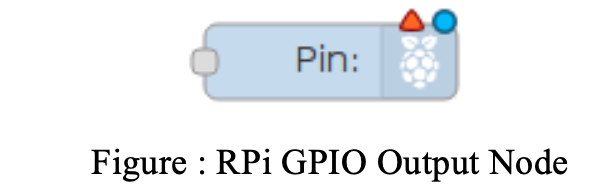 Pin:
Figure : RPi GPIO Output Node